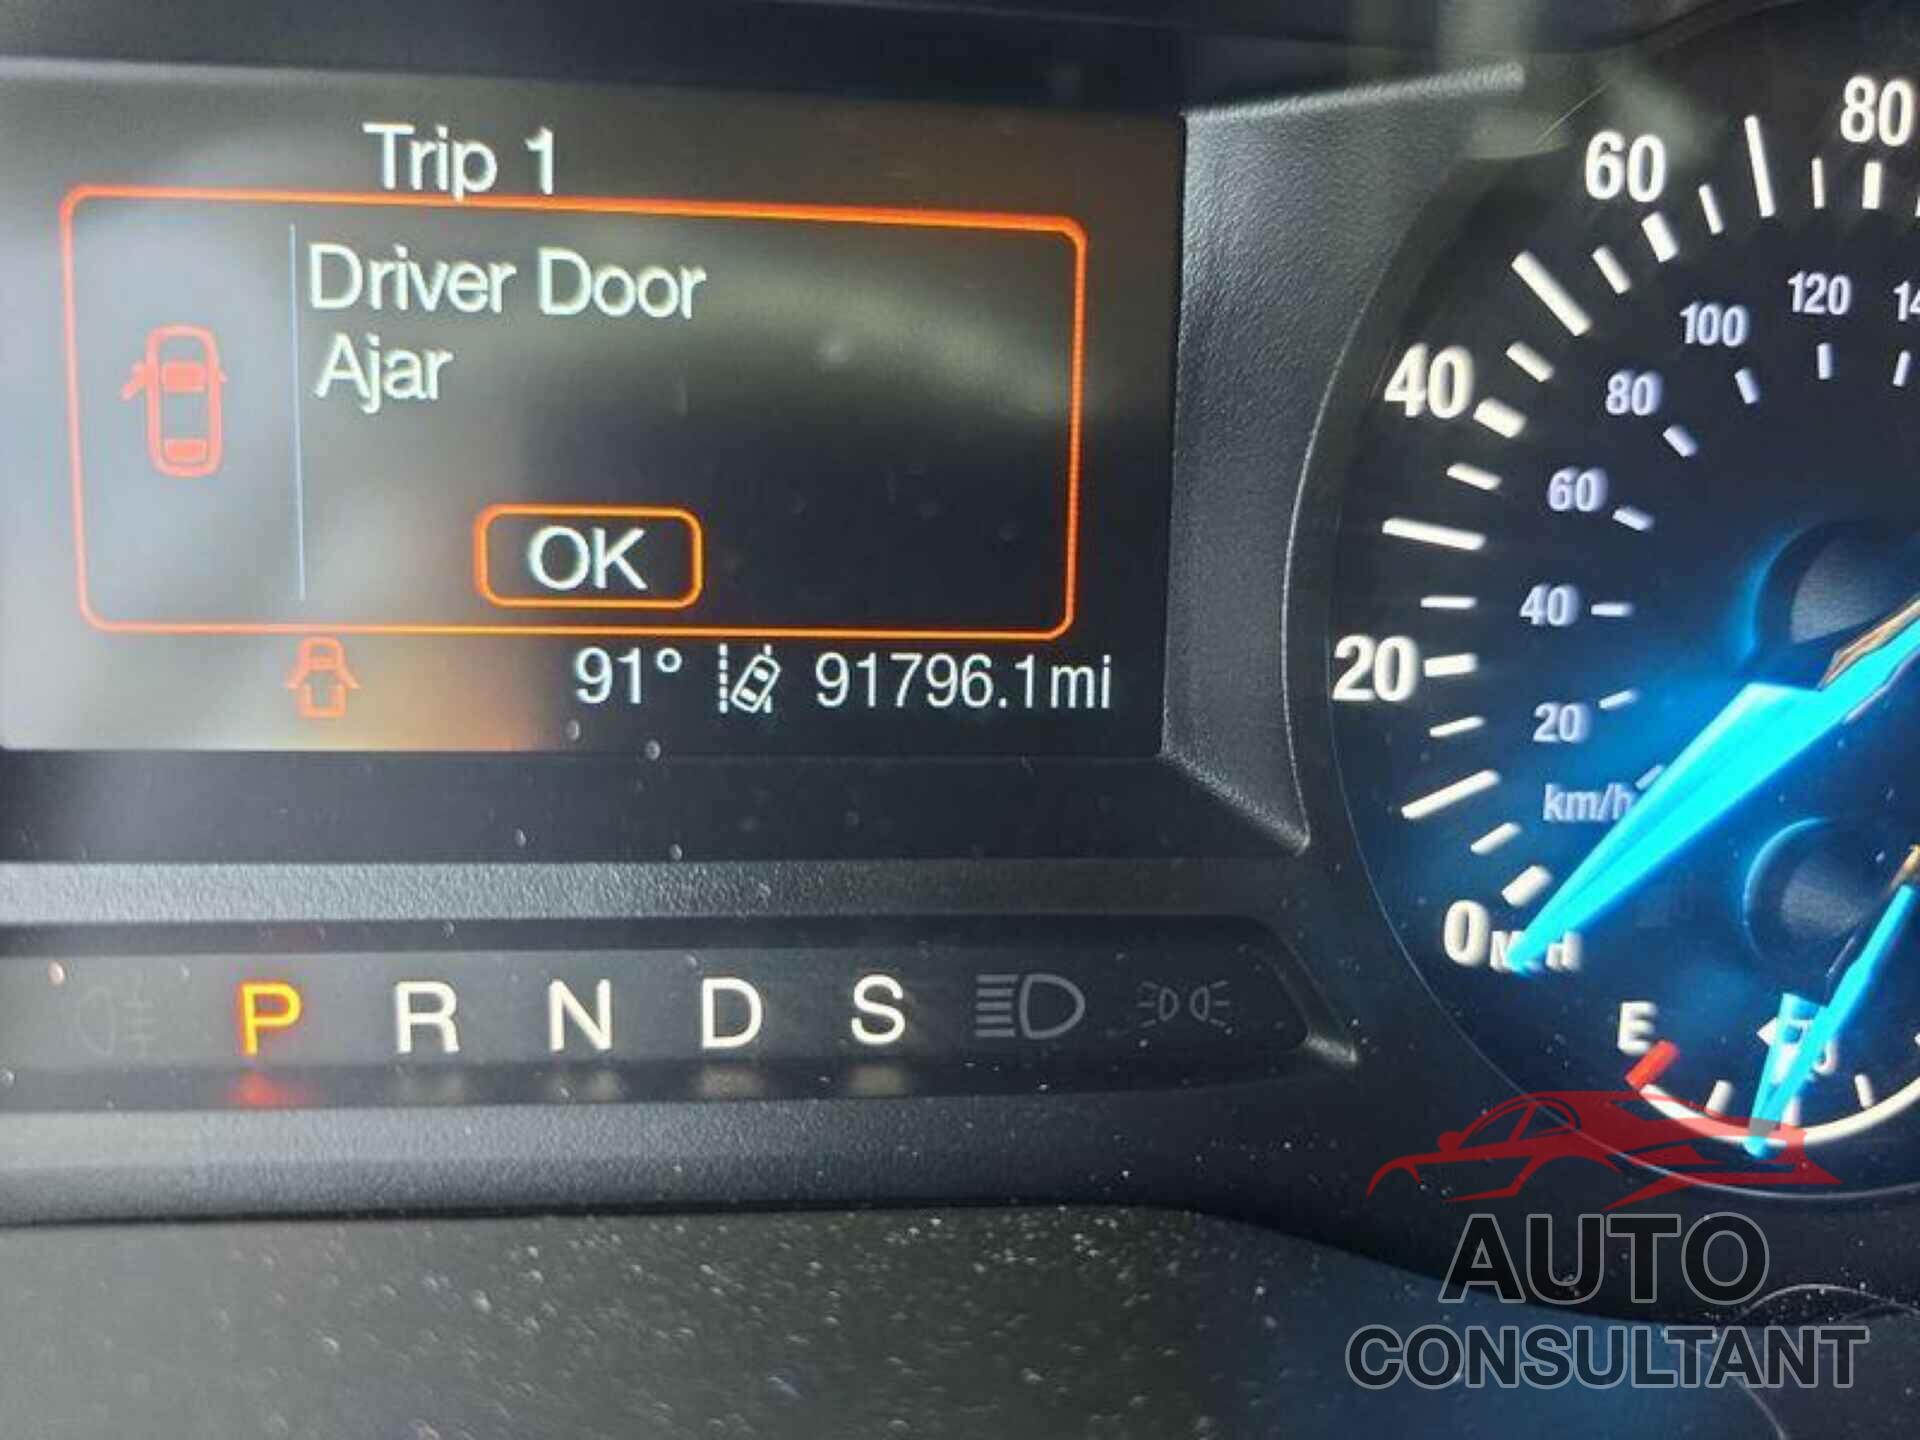 Trip 1
Driver Door
Ajar
OK
91° 91796.1mi
P R N D S
0 20 40 60 80
20 40 60 80 100 120
km/h
E
AUTO
CONSULTANT